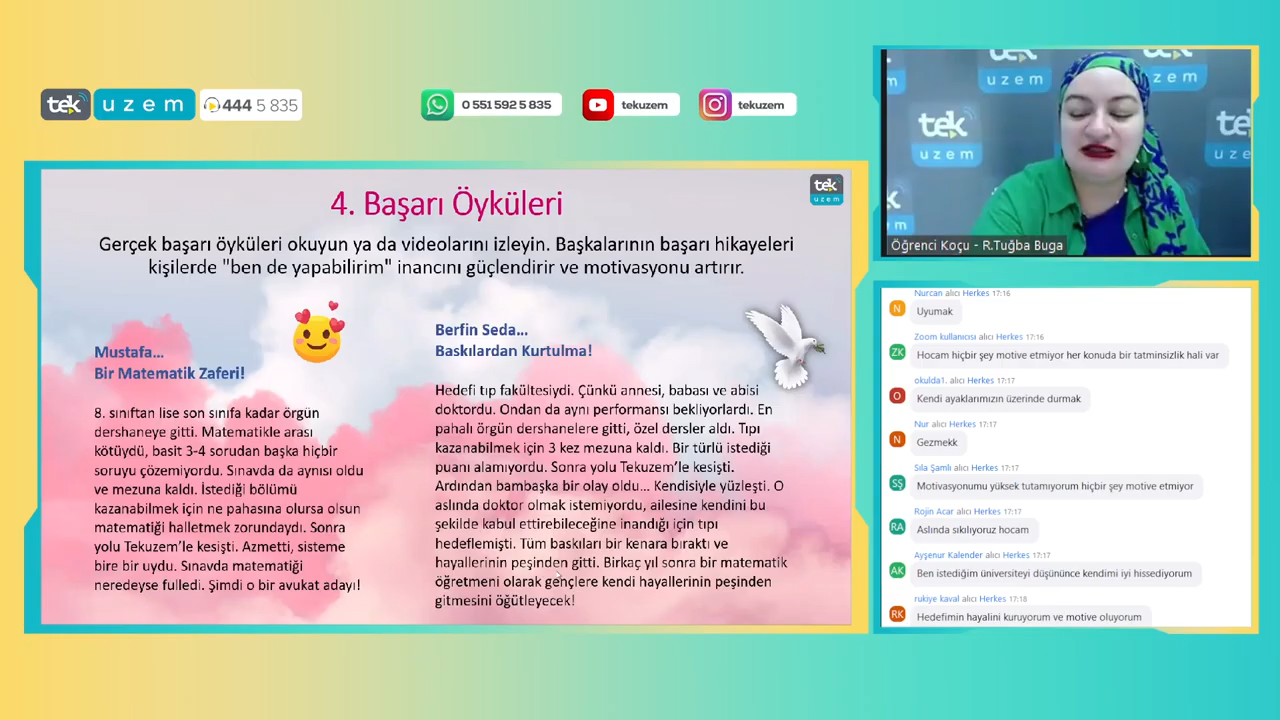 tek uzem 444 5 835
0 551 592 5 835
tekuzem
tekuzem
tek
uzem
4. Başarı Öyküleri
Gerçek başarı öyküleri okuyun ya da videolarını izleyin. Başkalarının başarı hikayeleri
kişilerde "ben de yapabilirim" inancını güçlendirir ve motivasyonu artırır.
Mustafa...
Bir Matematik Zaferi!
8. sınıftan lise son sınıfa kadar örgün
dershaneye gitti. Matematikle arası
kötüydü, basit 3-4 sorudan başka hiçbir
soruyu çözemiyordu. Sınavda da aynısı oldu
ve mezuna kaldı. İstediği bölümü
kazanabilmek için ne pahasına olursa olsun
matematiği halletmek zorundaydı. Sonra
yolu Tekuzem'le kesişti. Azmetti, sisteme
bire bir uydu. Sınavda matematiği
neredeyse fulledi. Şimdi o bir avukat adayı!
Berfin Seda...
Baskılardan Kurtulma!
Hedefi tıp fakültesiydi. Çünkü annesi, babası ve abisi
doktordu. Ondan da aynı performansı bekliyorlardı. En
pahalı örgün dershanelere gitti, özel dersler aldı. Tıpı
kazanabilmek için 3 kez mezuna kaldı. Bir türlü istediği
puanı alamıyordu. Sonra yolu Tekuzem'le kesişti.
Ardından bambaşka bir olay oldu... Kendisiyle yüzleşti. O
aslında doktor olmak istemiyordu, ailesine kendini bu
şekilde kabul ettirebileceğine inandığı için tıpı
hedeflemişti. Tüm baskıları bir kenara bıraktı ve
hayallerinin peşinden gitti. Birkaç yıl sonra bir matematik
öğretmeni olarak gençlere kendi hayallerinin peşinden
gitmesini öğütleyecek!
tek
uzem
uzem
tek
uzem
Öğrenci Koçu - R.Tuğba Buga
Nurcan alıcı Herkes 17:16
N
Uyumak
Zoom kullanıcısı alıcı Herkes 17:16
ZK
Hocam hiçbir şey motive etmiyor her konuda bir tatminsizlik hali var
okulda1. alıcı Herkes 17:17
O
Kendi ayaklarımızın üzerinde durmak
Nur alıcı Herkes 17:17
N
Gezmekk
Sıla Şamlı alıcı Herkes 17:17
SŞ
Motivasyonumu yüksek tutamıyorum hiçbir şey motive etmiyor
Rojin Acar alıcı Herkes 17:17
RA
Aslında sıkılıyoruz hocam
Ayşenur Kalender alıcı Herkes 17:17
AK
Ben istediğim üniversiteyi düşününce kendimi iyi hissediyorum
rukiye kaval alıcı Herkes 17:18
RK
Hedefimin hayalini kuruyorum ve motive oluyorum